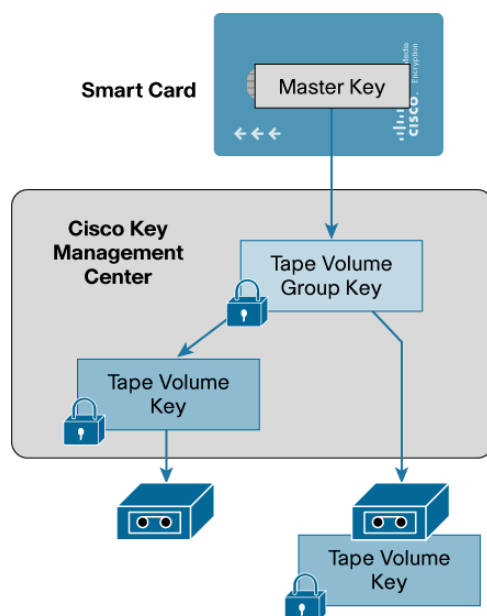 Smart Card
Master Key
Media
Encryption
CISCO.
Cisco Key
Management
Center
Tape Volume
Group Key
Tape Volume
Key
Tape Volume
Key